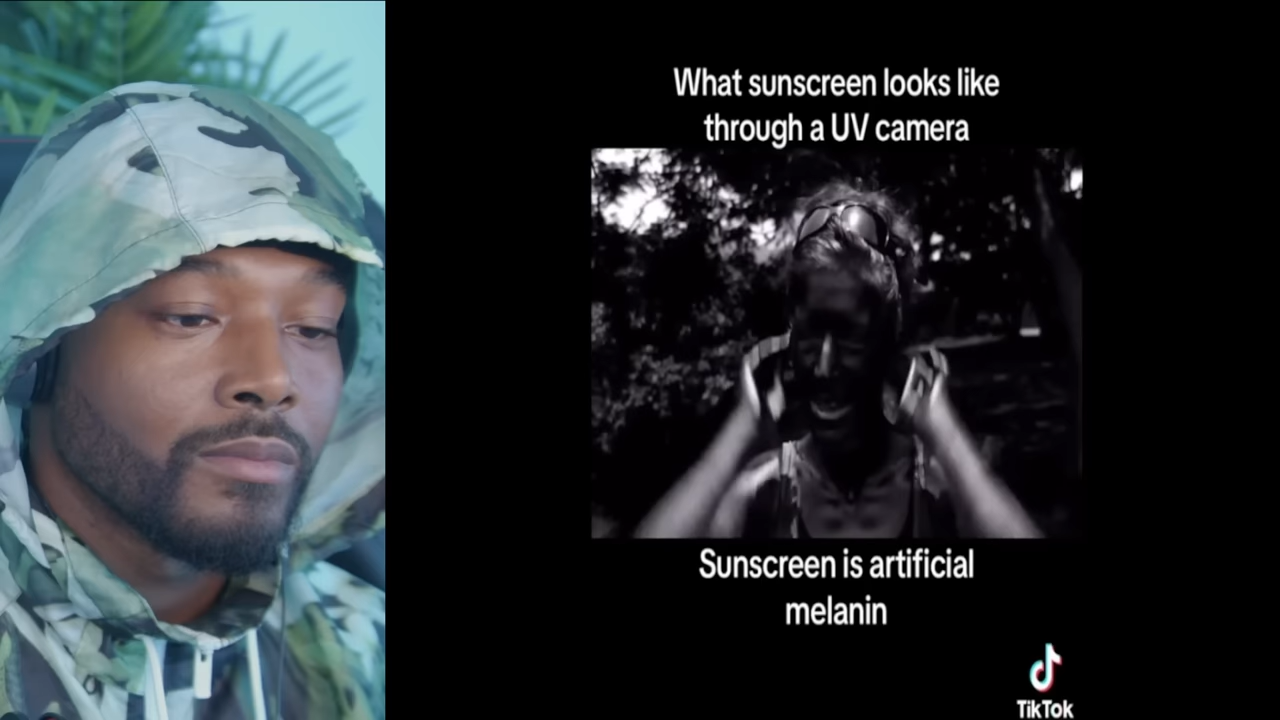 What sunscreen looks like
through a UV camera
Sunscreen is artificial
melanin
TikTok